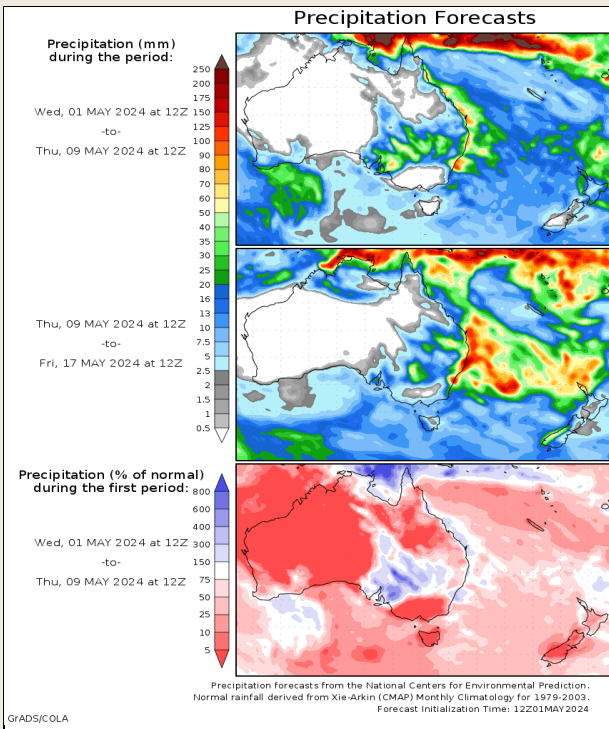 Precipitation Forecasts
Precipitation (mm)
during the period:
Wed, 01 MAY 2024 at 12Z
-to-
Thu, 09 MAY 2024 at 12Z
250
200
175
150
125
100
90
80
70
60
50
40
35
30
25
20
16
13
10
7.5
5
2.5
2
1.5
1
0.5
Thu, 09 MAY 2024 at 12Z
-to-
Fri, 17 MAY 2024 at 12Z
Precipitation (% of normal)
during the first period:
Wed, 01 MAY 2024 at 12Z
-to-
Thu, 09 MAY 2024 at 12Z
800
600
400
300
150
75
50
25
10
5
Precipitation forecasts from the National Centers for Environmental Prediction.
Normal rainfall derived from Xie-Arkin (CMAP) Monthly Climatology for 1979-2003.
Forecast Initialization Time: 12Z01MAY2024
GrADS/COLA